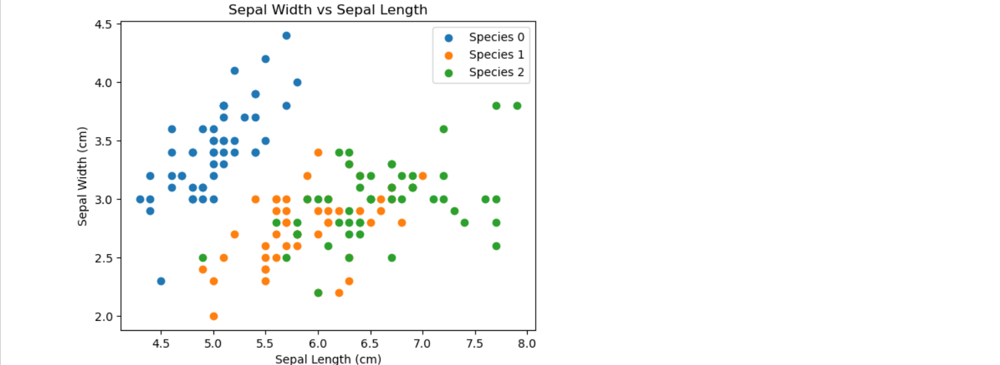 Sepal Width vs Sepal Length
Species 0
Species 1
Species 2
4.5
4.0
3.5
3.0
2.5
2.0
Sepal Width (cm)
4.5 5.0 5.5 6.0 6.5 7.0 7.5 8.0
Sepal Length (cm)